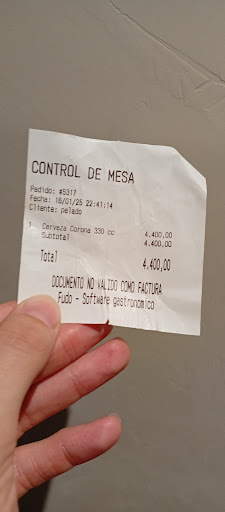 CONTROL DE MESA
Pedido: #5317
Fecha: 16/01/25 22:41:14
Cliente: pelado
1 Cerveza Corona 330 cc 4.400,00
Subtotal 4.400,00
Total 4.400,00
DOCUMENTO NO VALIDO COMO FACTURA
Fudo - Software gastronomico